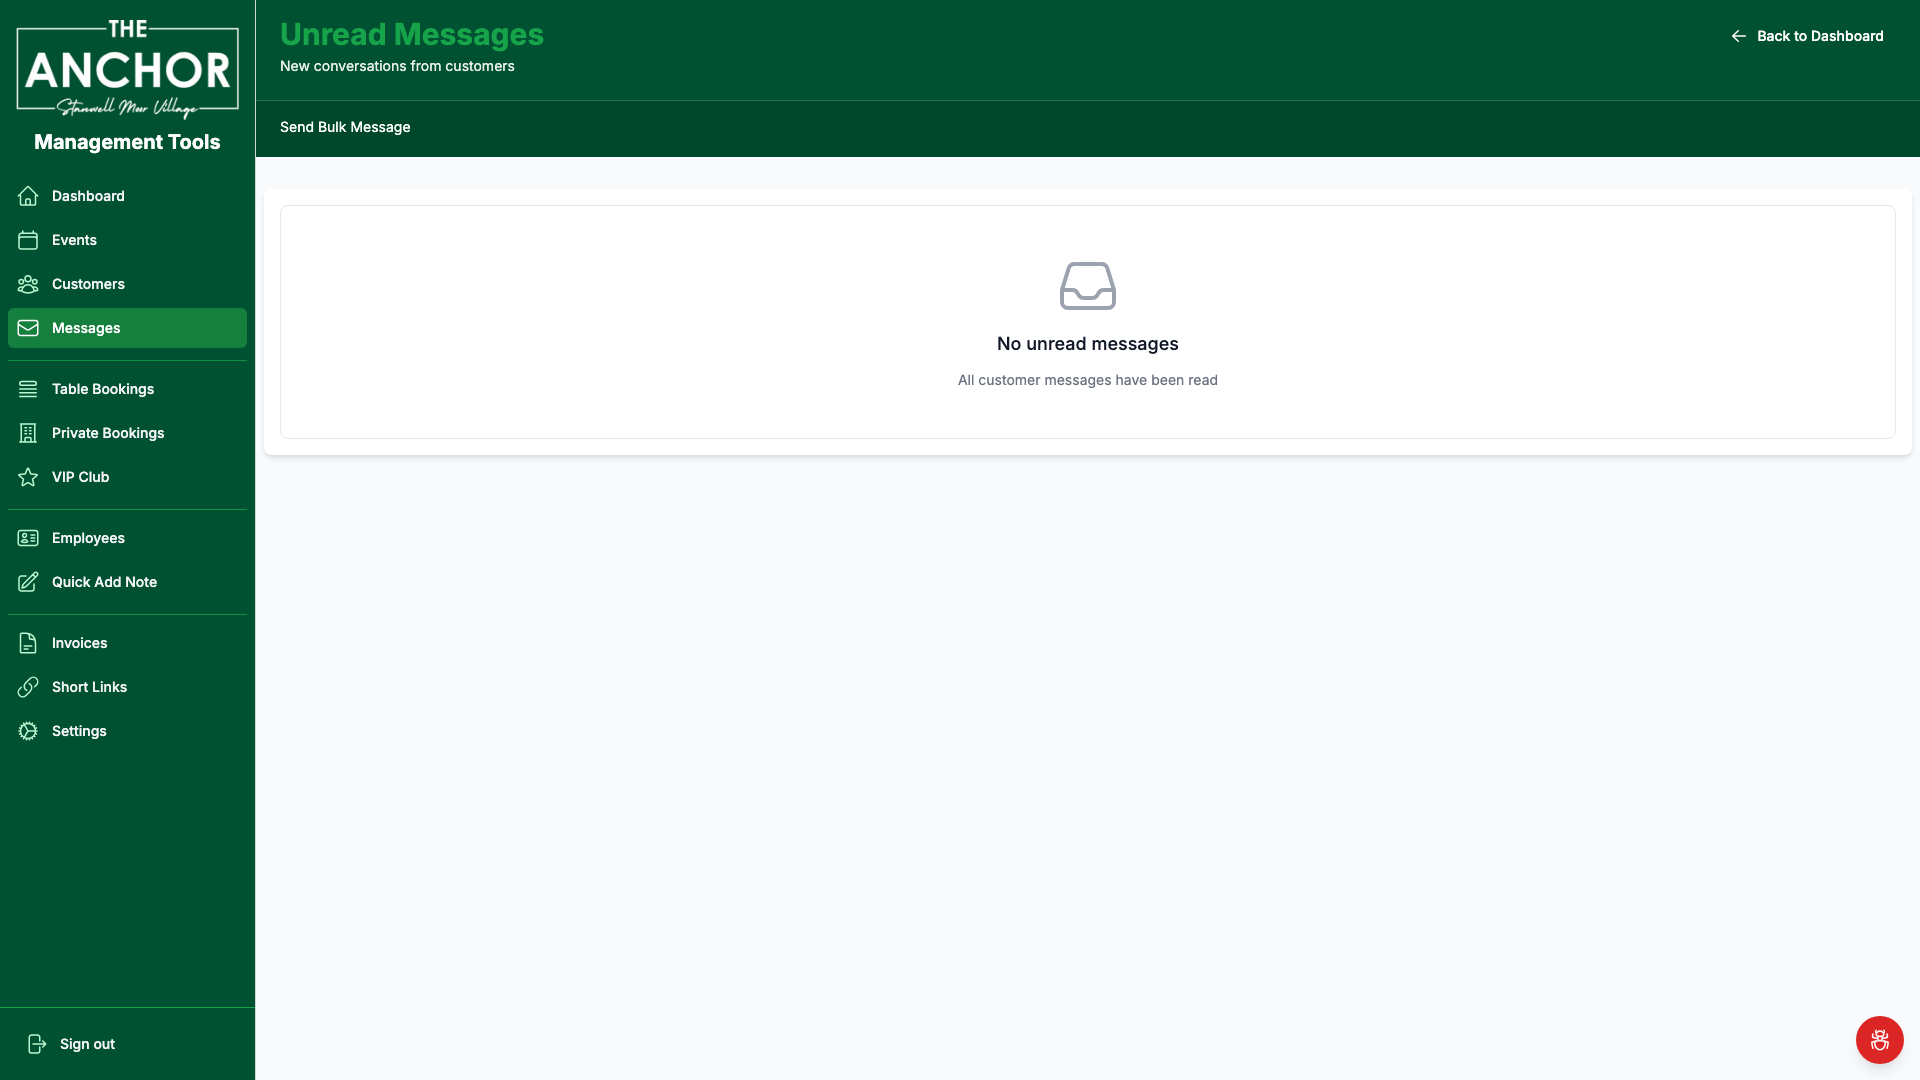 THE
ANCHOR
Stanwell Moor Village
Management Tools
Dashboard
Events
Customers
Messages
Table Bookings
Private Bookings
VIP Club
Employees
Quick Add Note
Invoices
Short Links
Settings
Sign out
Unread Messages
New conversations from customers
Back to Dashboard
Send Bulk Message
No unread messages
All customer messages have been read